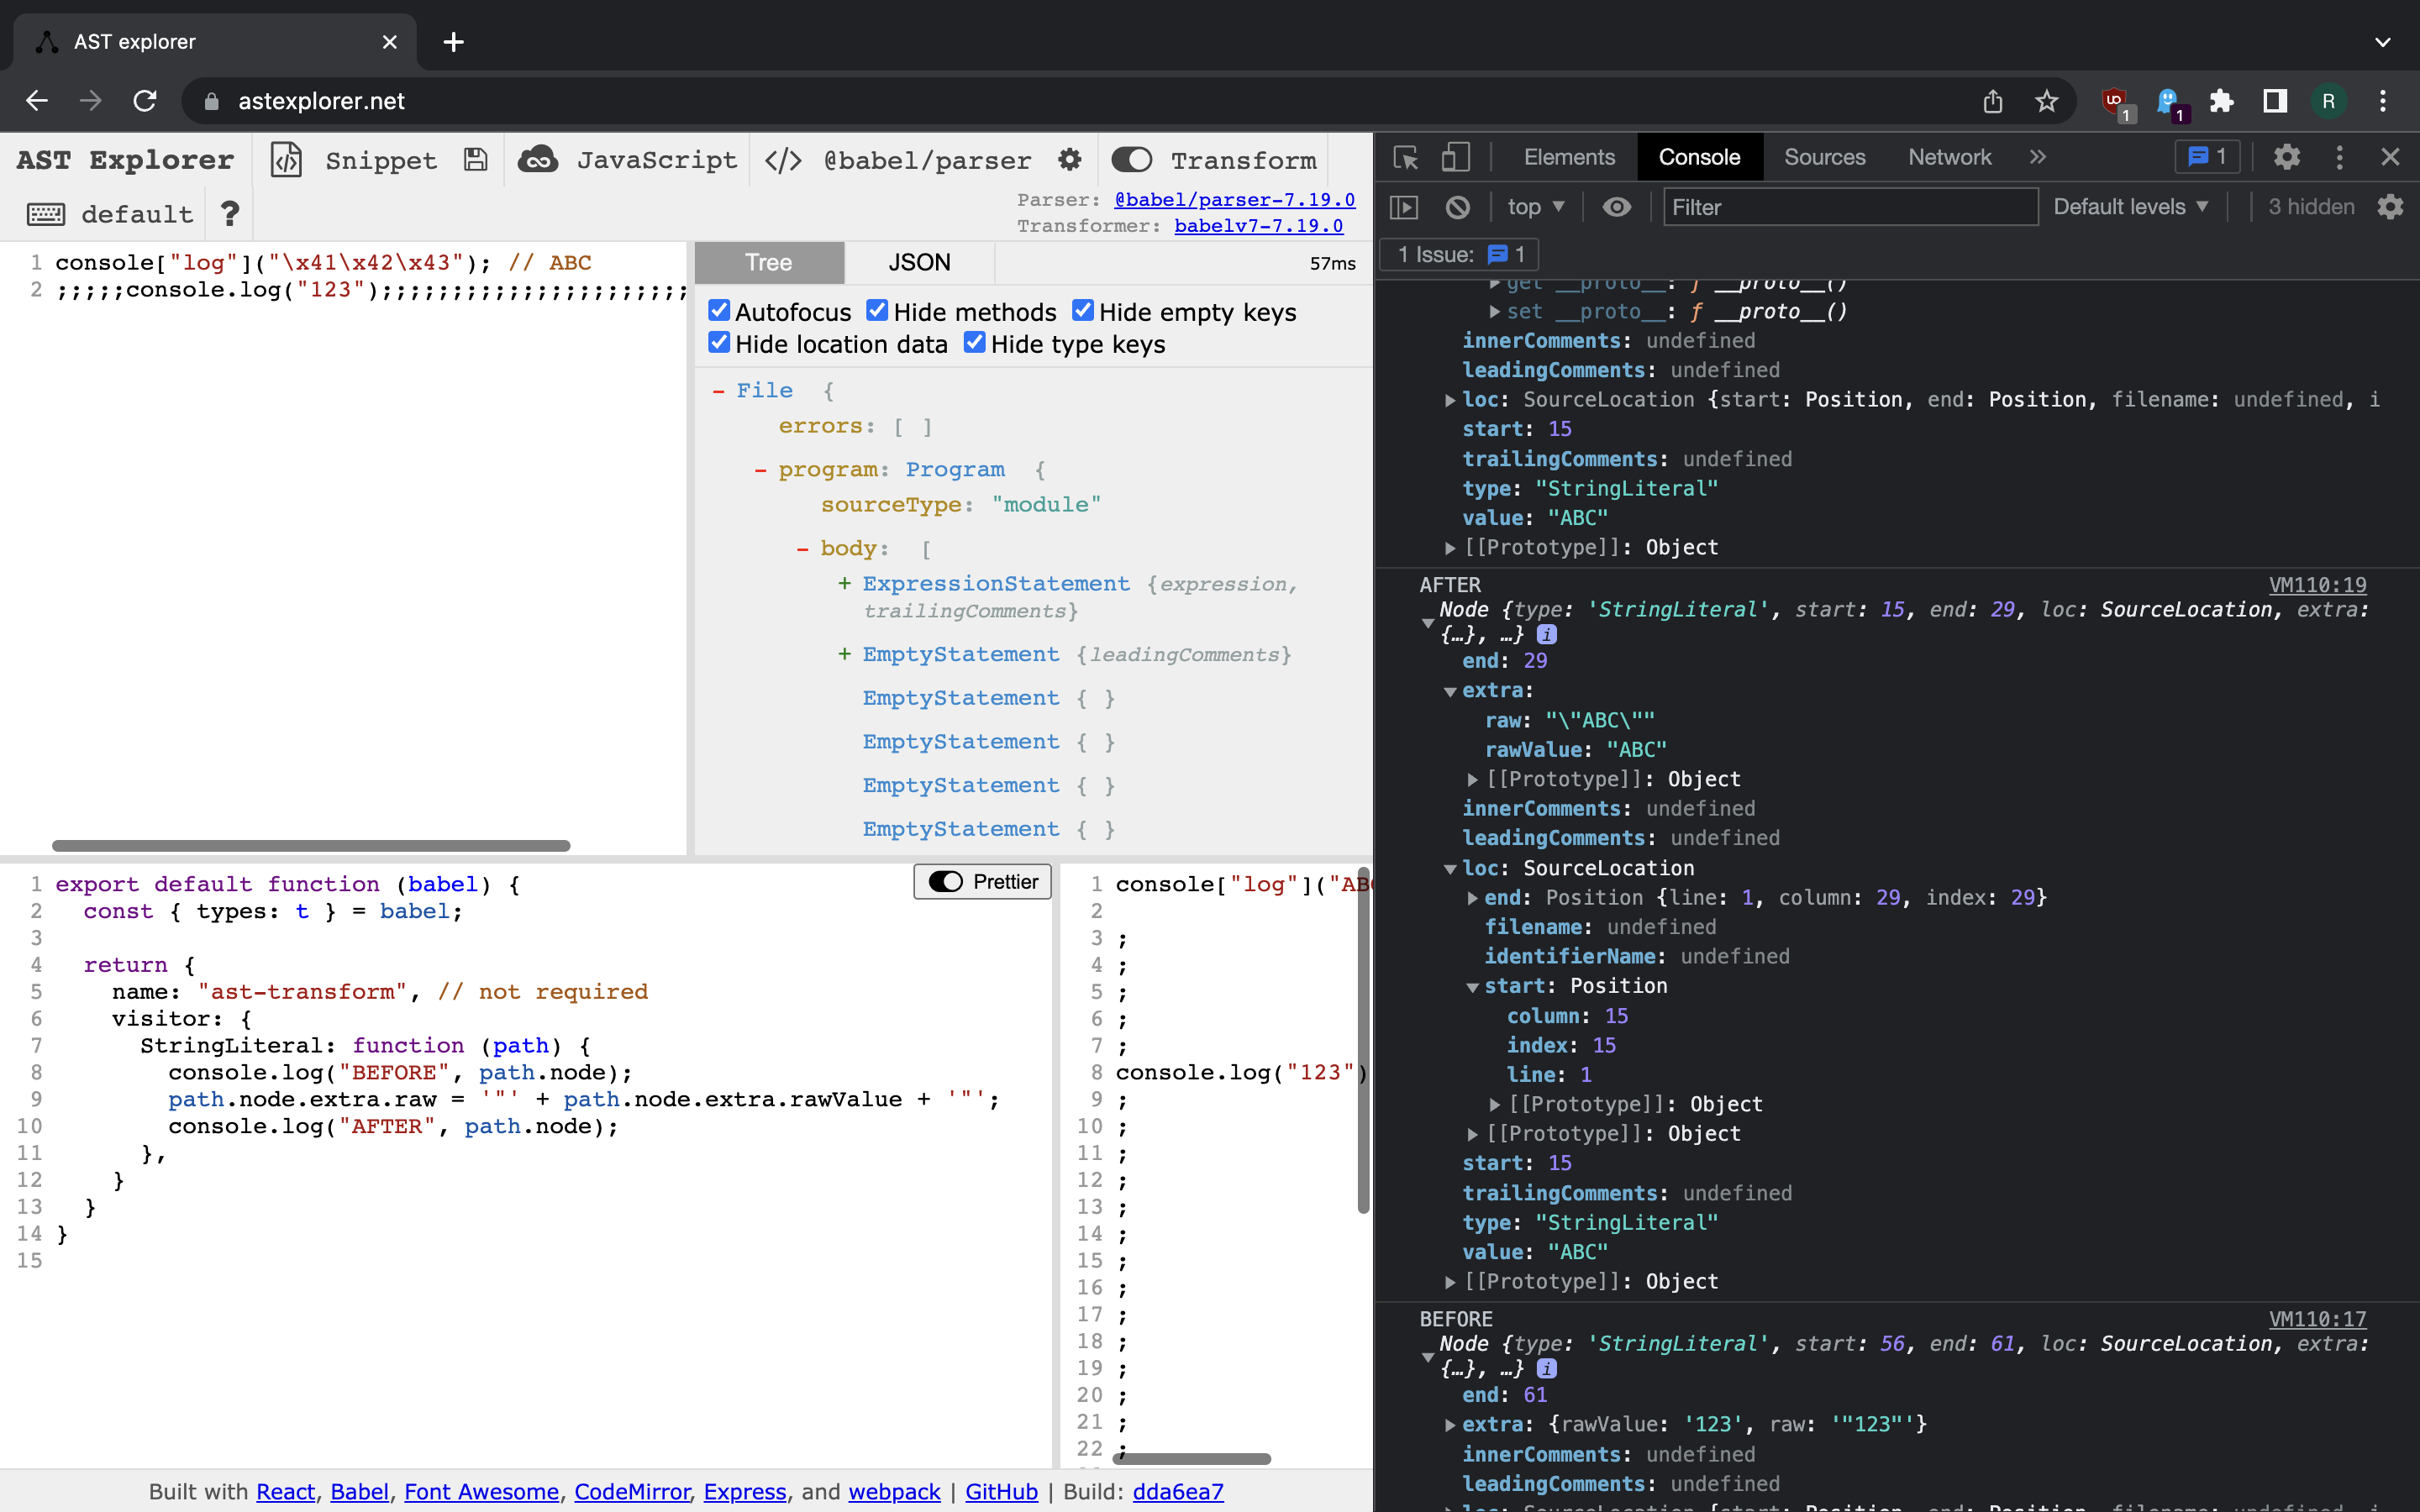 AST explorer
astexplorer.net
1
1
R
AST Explorer
Snippet
JavaScript
</> @babel/parser
Transform
default
?
Parser: @babel/parser-7.19.0
Transformer: babelv7-7.19.0
1 console["log"]("\x41\x42\x43"); // ABC
2 ;;;;;console.log("123");;;;;;;;;;;;;;;;;;;;;;
Tree
JSON
57ms
Autofocus Hide methods Hide empty keys
Hide location data Hide type keys
- File {
errors: [ ]
- program: Program {
sourceType: "module"
- body: [
+ ExpressionStatement {expression,
trailingComments}
+ EmptyStatement {leadingComments}
EmptyStatement { }
EmptyStatement { }
EmptyStatement { }
EmptyStatement { }
1 export default function (babel) {
2 const { types: t } = babel;
3
4 return {
5 name: "ast-transform", // not required
6 visitor: {
7 StringLiteral: function (path) {
8 console.log("BEFORE", path.node);
9 path.node.extra.raw = '"' + path.node.extra.rawValue + '"';
10 console.log("AFTER", path.node);
11 },
12 }
13 }
14 }
15
Prettier
1 console["log"]("AB
2
3 ;
4 ;
5 ;
6 ;
7 ;
8 console.log("123")
9 ;
10 ;
11 ;
12 ;
13 ;
14 ;
15 ;
16 ;
17 ;
18 ;
19 ;
20 ;
21 ;
22 ;
Built with React, Babel, Font Awesome, CodeMirror, Express, and webpack | GitHub | Build: dda6ea7
Elements
Console
Sources
Network
»
1
top
Filter
Default levels
3 hidden
1 Issue: 1
get __proto__: ƒ __proto__()
set __proto__: ƒ __proto__()
innerComments: undefined
leadingComments: undefined
loc: SourceLocation {start: Position, end: Position, filename: undefined, i
start: 15
trailingComments: undefined
type: "StringLiteral"
value: "ABC"
[[Prototype]]: Object
AFTER VM110:19
Node {type: 'StringLiteral', start: 15, end: 29, loc: SourceLocation, extra:
{…}, …} i
end: 29
extra:
raw: "\"ABC\""
rawValue: "ABC"
[[Prototype]]: Object
innerComments: undefined
leadingComments: undefined
loc: SourceLocation
end: Position {line: 1, column: 29, index: 29}
filename: undefined
identifierName: undefined
start: Position
column: 15
index: 15
line: 1
[[Prototype]]: Object
[[Prototype]]: Object
start: 15
trailingComments: undefined
type: "StringLiteral"
value: "ABC"
[[Prototype]]: Object
BEFORE VM110:17
Node {type: 'StringLiteral', start: 56, end: 61, loc: SourceLocation, extra:
{…}, …} i
end: 61
extra: {rawValue: '123', raw: '"123"'}
innerComments: undefined
leadingComments: undefined
loc: SourceLocation {start: Position, end: Position, filename: undefined, i